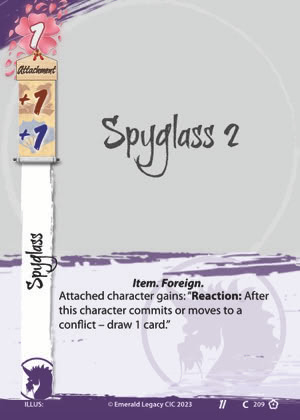 1
Attachment
+1
+1
Spyglass 2
Spyglass
Item. Foreign.
Attached character gains: "Reaction: After
this character commits or moves to a
conflict – draw 1 card."
ILLUS:
© Emerald Legacy CIC 2023
C 209